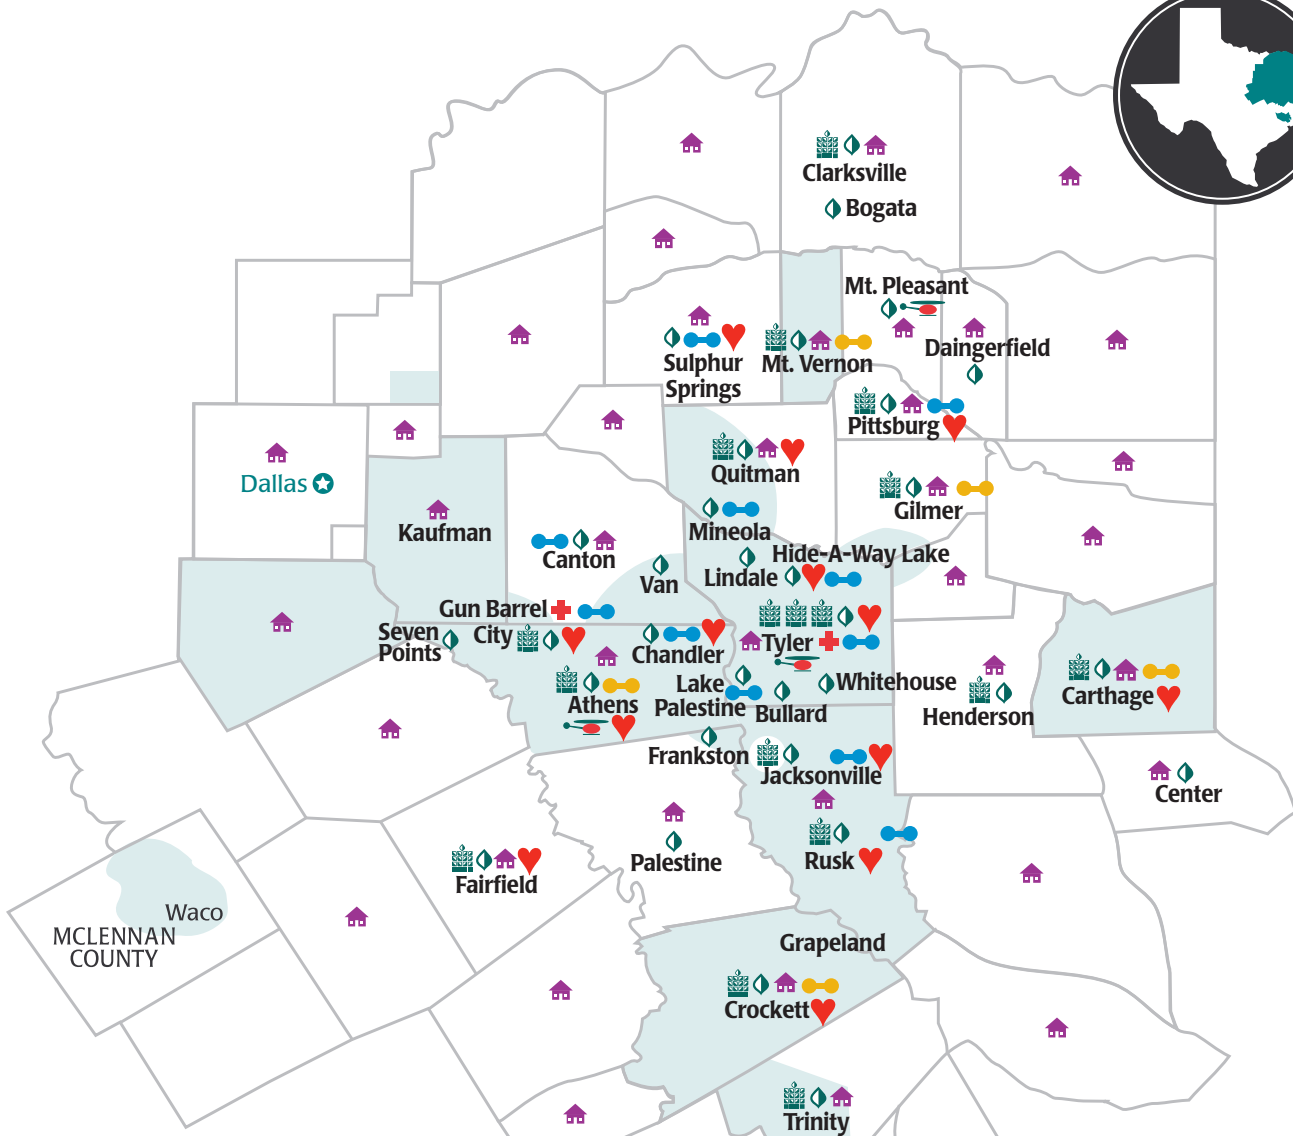 Clarksville
Bogata
Mt. Pleasant
Daingerfield
Sulphur
Springs
Mt. Vernon
Pittsburg
Quitman
Dallas
Gilmer
Kaufman
Mineola
Canton
Hide-A-Way Lake
Van
Lindale
Gun Barrel
City
Seven
Points
Chandler
Tyler
Athens
Lake
Palestine
Bullard
Whitehouse
Henderson
Carthage
Frankston
Jacksonville
Center
Palestine
Rusk
Fairfield
Waco
MCLENNAN
COUNTY
Grapeland
Crockett
Trinity